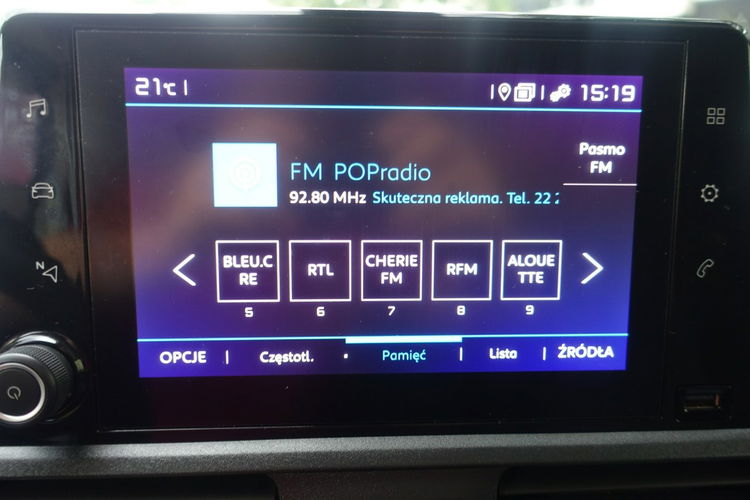 21°C
15:19
Pasmo
FM
FM POPradio
92.80 MHz Skuteczna reklama. Tel. 22
BLEU.C
RE
RTL
CHERIE
FM
RFM
ALOUE
TTE
5
6
7
8
9
OPCJE
Częstotl.
Pamięć
Lista
ŹRÓDŁA
N